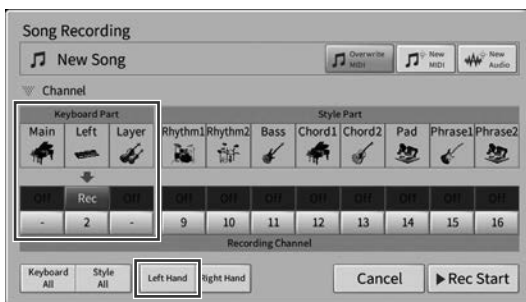 Song Recording
New Song
Overwrite MIDI
New MIDI
New Audio
Channel
Keyboard Part Style Part
Main Left Layer Rhythm1 Rhythm2 Bass Chord1 Chord2 Pad Phrase1 Phrase2
Off Rec Off Off Off Off Off Off Off Off Off
- 2 - 9 10 11 12 13 14 15 16
Recording Channel
Keyboard All Style All Left Hand Right Hand Cancel ▶Rec Start